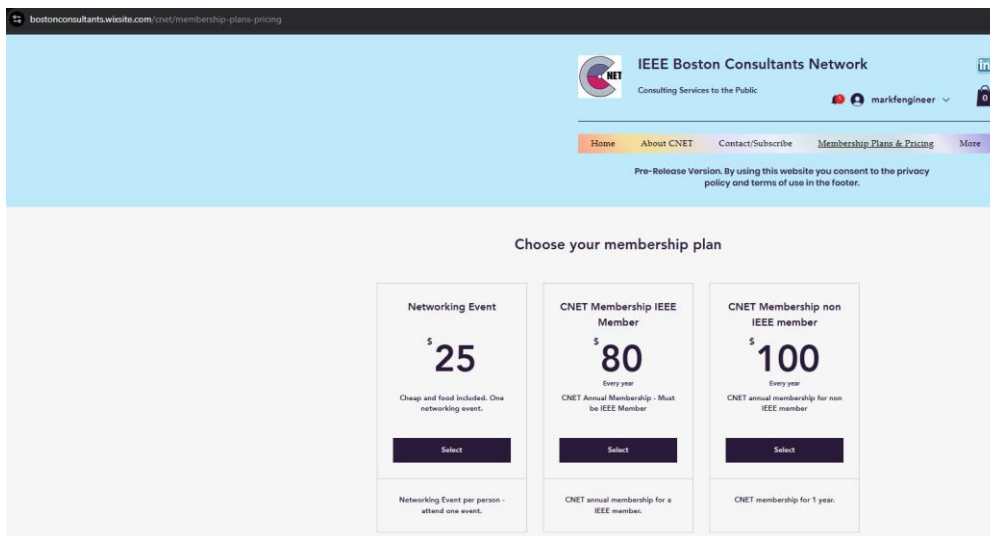 bostonconsultants.wixsite.com/cnet/membership-plans-pricing
NET
IEEE Boston Consultants Network
Consulting Services to the Public
markfengineer
in
0
Home About CNET Contact/Subscribe Membership Plans & Pricing More
Pre-Release Version. By using this website you consent to the privacy
policy and terms of use in the footer.
Choose your membership plan
Networking Event
$25
Cheap and food included. One
networking event.
Select
Networking Event per person -
attend one event.
CNET Membership IEEE
Member
$80
Every year
CNET Annual Membership - Must
be IEEE Member
Select
CNET annual membership for a
IEEE member.
CNET Membership non
IEEE member
$100
Every year
CNET annual membership for non
IEEE member
Select
CNET membership for 1 year.